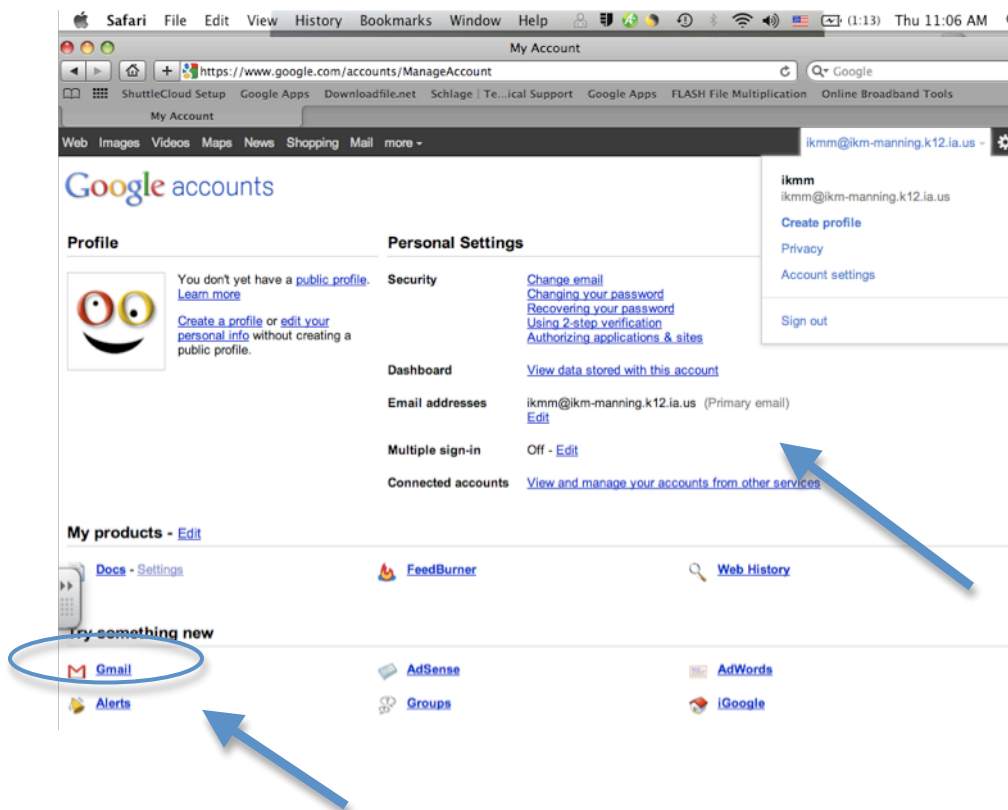 Safari File Edit View History Bookmarks Window Help (1:13) Thu 11:06 AM
My Account
https://www.google.com/accounts/ManageAccount Google
ShuttleCloud Setup Google Apps Downloadfile.net Schlage | Te...ical Support Google Apps FLASH File Multiplication Online Broadband Tools
My Account
Web Images Videos Maps News Shopping Mail more ikmm@ikm-manning.k12.ia.us
Google accounts
ikmm
ikmm@ikm-manning.k12.ia.us
Create profile
Privacy
Account settings
Sign out
Profile
You don't yet have a public profile.
Learn more
Create a profile or edit your
personal info without creating a
public profile.
Personal Settings
Security
Change email
Changing your password
Recovering your password
Using 2-step verification
Authorizing applications & sites
Dashboard View data stored with this account
Email addresses ikmm@ikm-manning.k12.ia.us (Primary email)
Edit
Multiple sign-in Off - Edit
Connected accounts View and manage your accounts from other services
My products - Edit
Docs - Settings FeedBurner Web History
Try something new
Gmail AdSense AdWords
Alerts Groups iGoogle